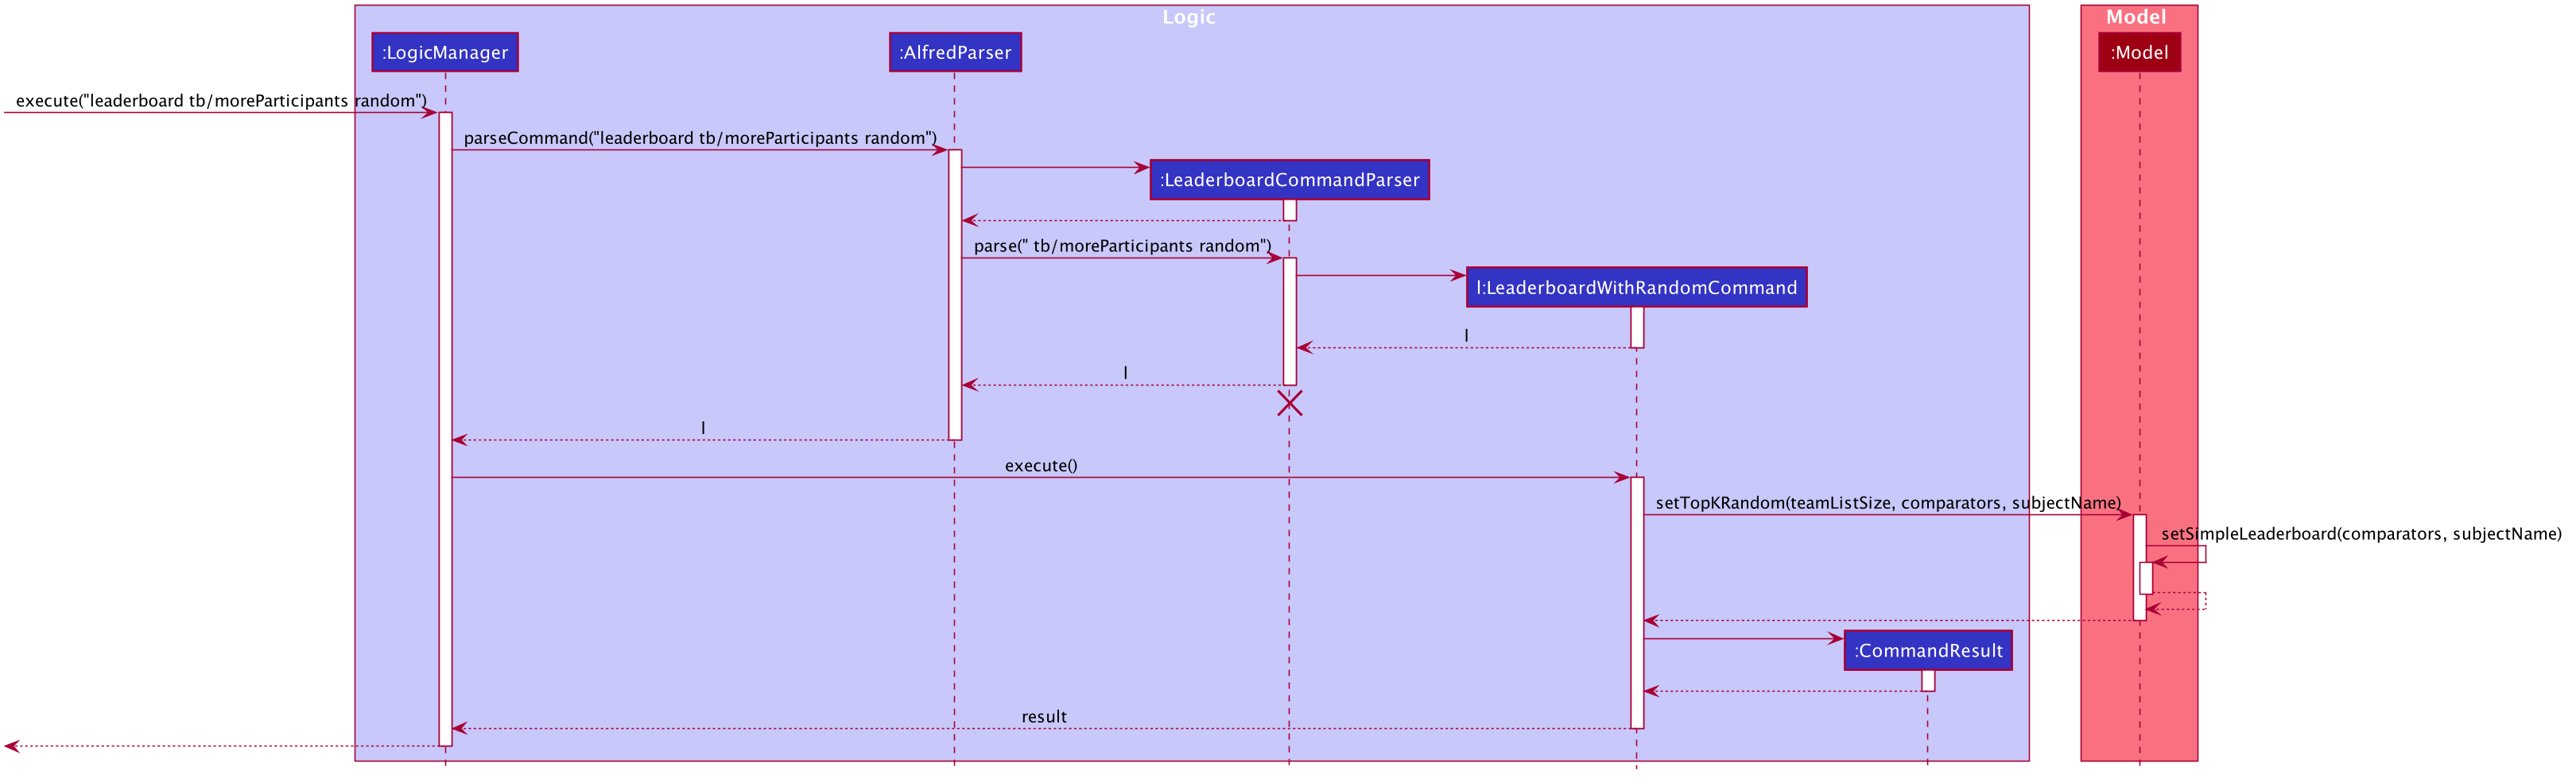 Logic
Model
:LogicManager
:AlfredParser
:Model
execute("leaderboard tb/moreParticipants random")
parseCommand("leaderboard tb/moreParticipants random")
:LeaderboardCommandParser
parse(" tb/moreParticipants random")
l:LeaderboardWithRandomCommand
l
l
l
execute()
setTopKRandom(teamListSize, comparators, subjectName)
setSimpleLeaderboard(comparators, subjectName)
:CommandResult
result